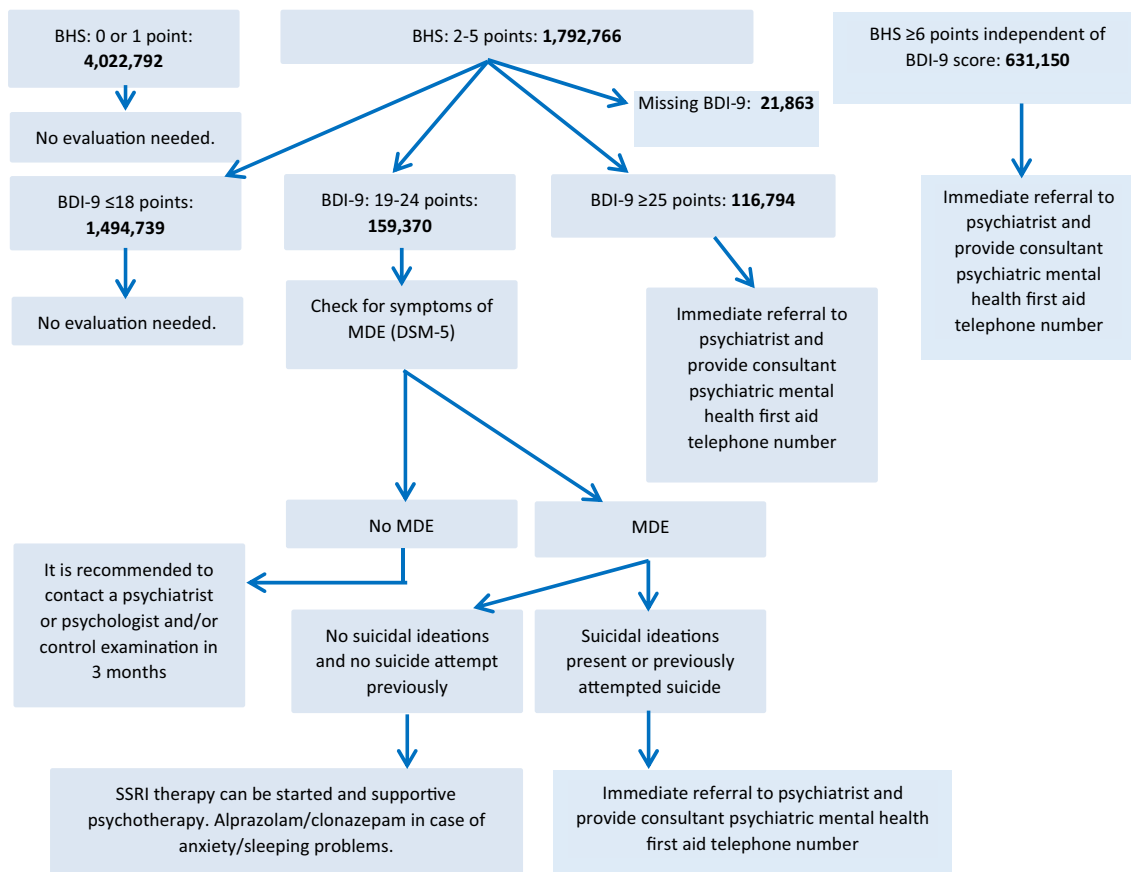 BHS: 0 or 1 point:
4,022,792
BHS: 2-5 points: 1,792,766
BHS ≥6 points independent of
BDI-9 score: 631,150
Missing BDI-9: 21,863
No evaluation needed.
BDI-9 ≤18 points:
1,494,739
BDI-9: 19-24 points:
159,370
BDI-9 ≥25 points: 116,794
Immediate referral to
psychiatrist and
provide consultant
psychiatric mental
health first aid
telephone number
No evaluation needed.
Check for symptoms of
MDE (DSM-5)
Immediate referral to
psychiatrist and
provide consultant
psychiatric mental
health first aid
telephone number
No MDE
MDE
It is recommended to
contact a psychiatrist
or psychologist and/or
control examination in
3 months
No suicidal ideations
and no suicide attempt
previously
Suicidal ideations
present or previously
attempted suicide
SSRI therapy can be started and supportive
psychotherapy. Alprazolam/clonazepam in case of
anxiety/sleeping problems.
Immediate referral to psychiatrist and
provide consultant psychiatric mental health
first aid telephone number